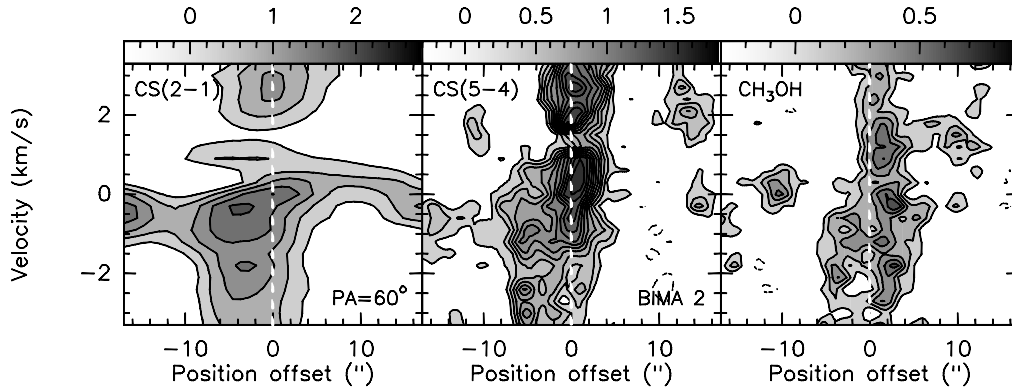 0 1 2 0 0.5 1 1.5 0 0.5
CS(2−1) CS(5−4) CH₃OH
2
Velocity (km/s)
0
−2
PA=60° BIMA 2
−10 0 10 −10 0 10 −10 0 10
Position offset (") Position offset (") Position offset (")